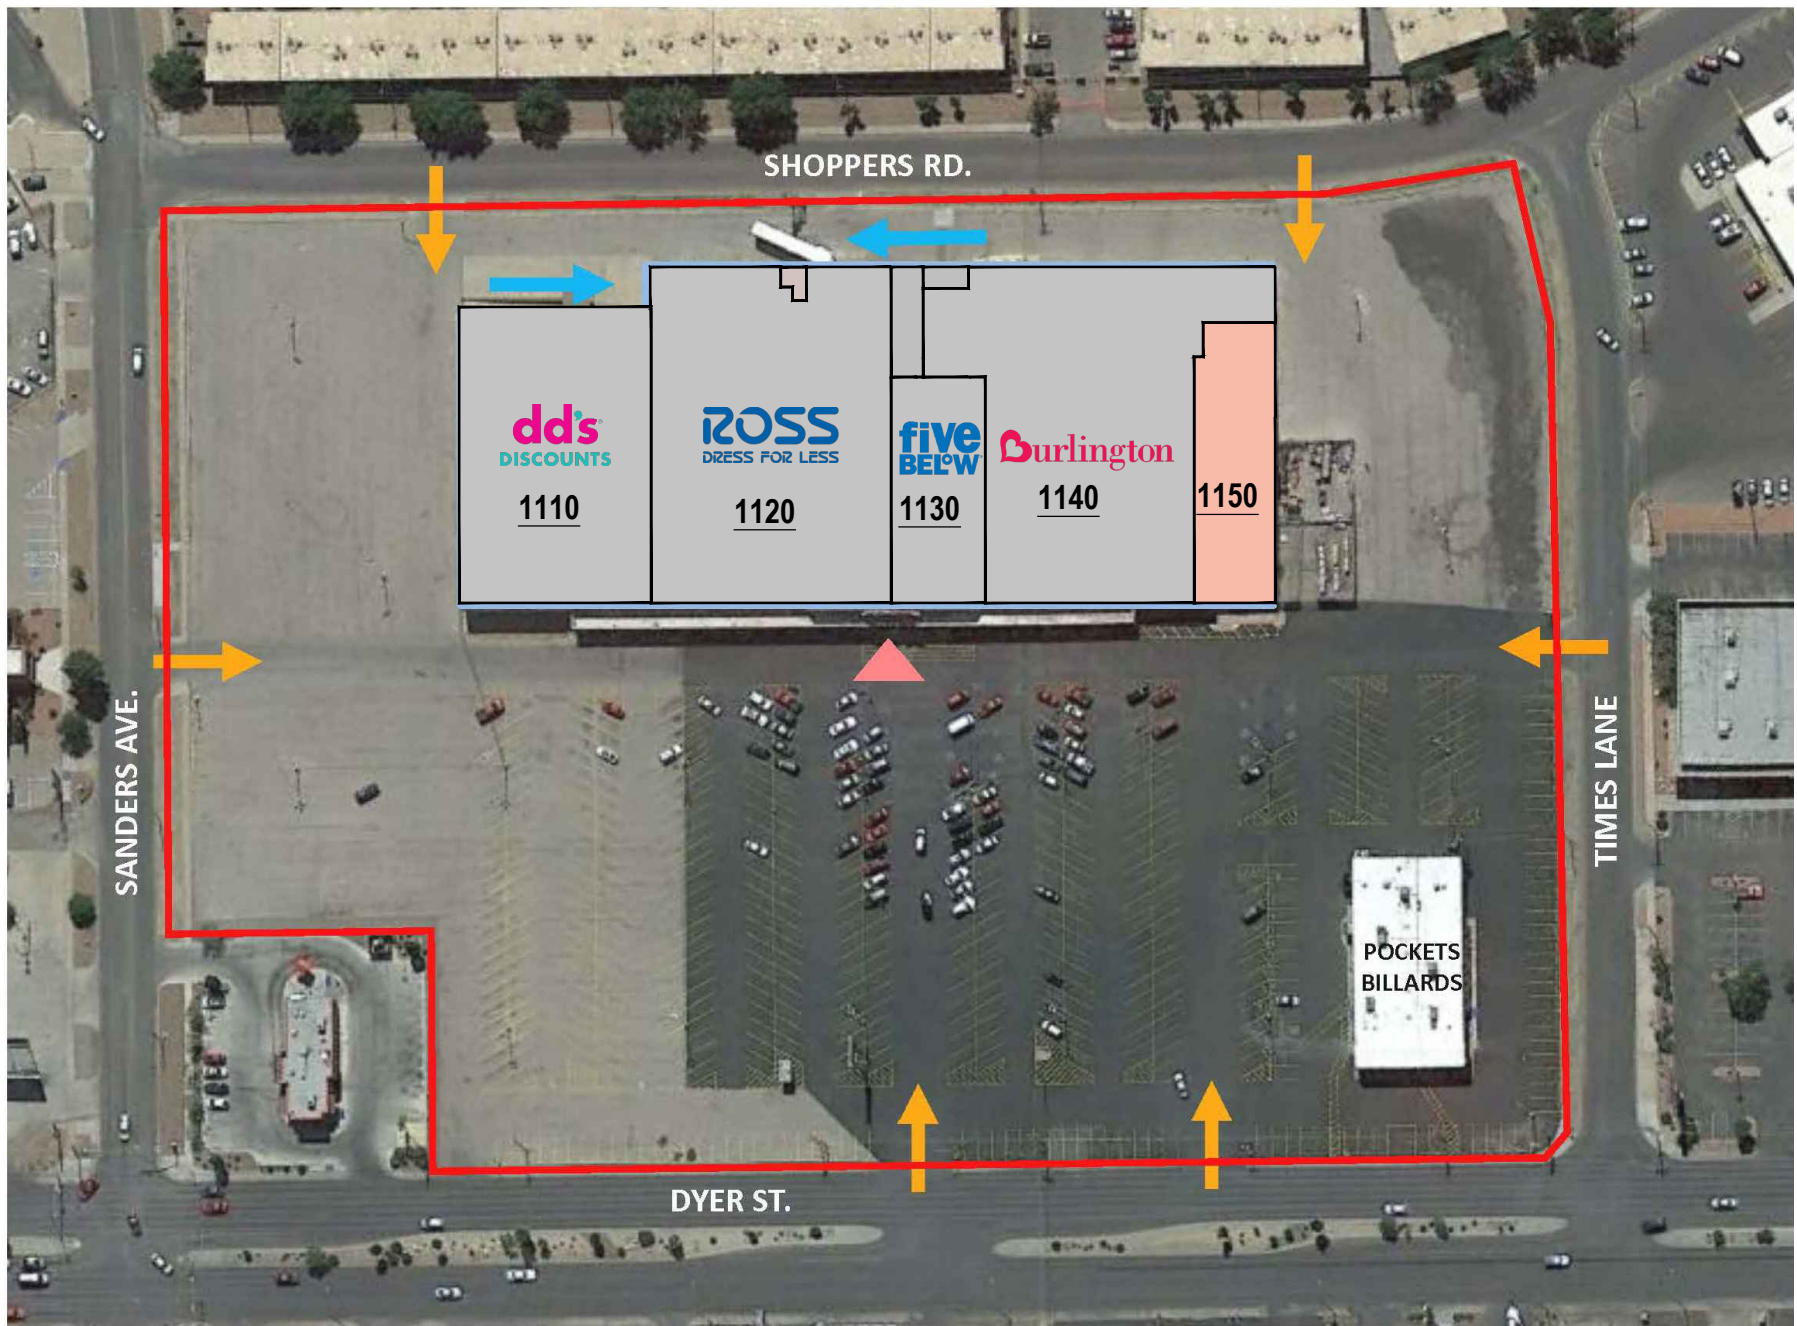 SHOPPERS RD.
dd's
DISCOUNTS
1110
ROSS
DRESS FOR LESS
1120
five
BELOW
1130
Burlington
1140
1150
SANDERS AVE.
TIMES LANE
POCKETS
BILLARDS
DYER ST.